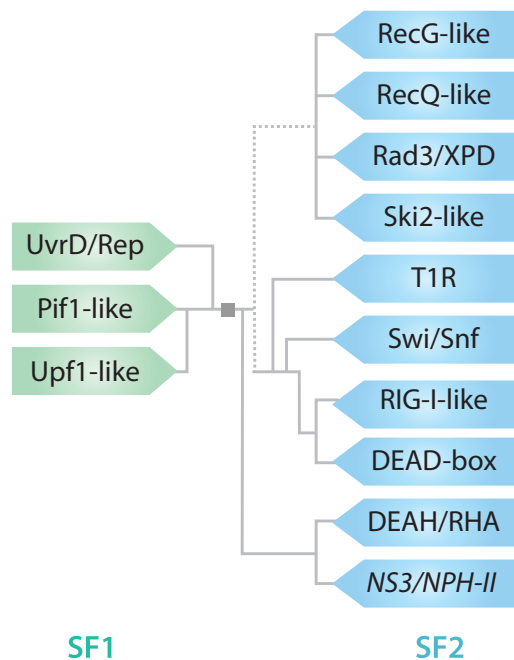 RecG-like
RecQ-like
Rad3/XPD
Ski2-like
UvrD/Rep
Pif1-like
Upf1-like
T1R
Swi/Snf
RIG-I-like
DEAD-box
DEAH/RHA
NS3/NPH-II
SF1
SF2